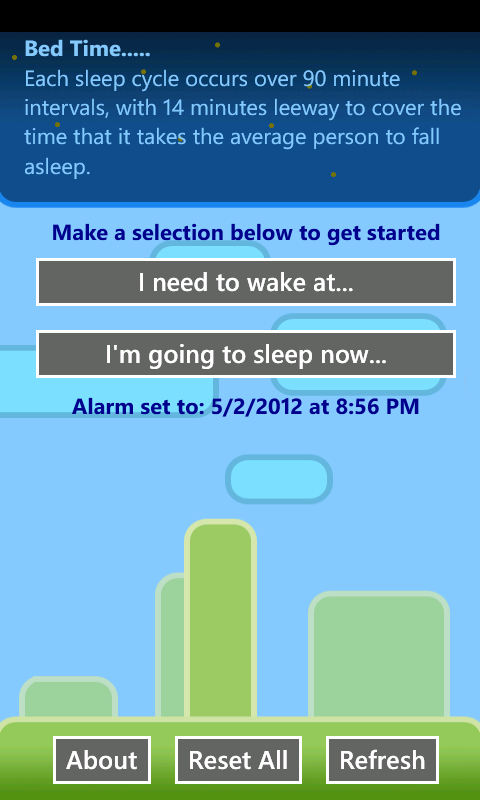 Bed Time.....
Each sleep cycle occurs over 90 minute
intervals, with 14 minutes leeway to cover the
time that it takes the average person to fall
asleep.
Make a selection below to get started
I need to wake at...
I'm going to sleep now...
Alarm set to: 5/2/2012 at 8:56 PM
About
Reset All
Refresh